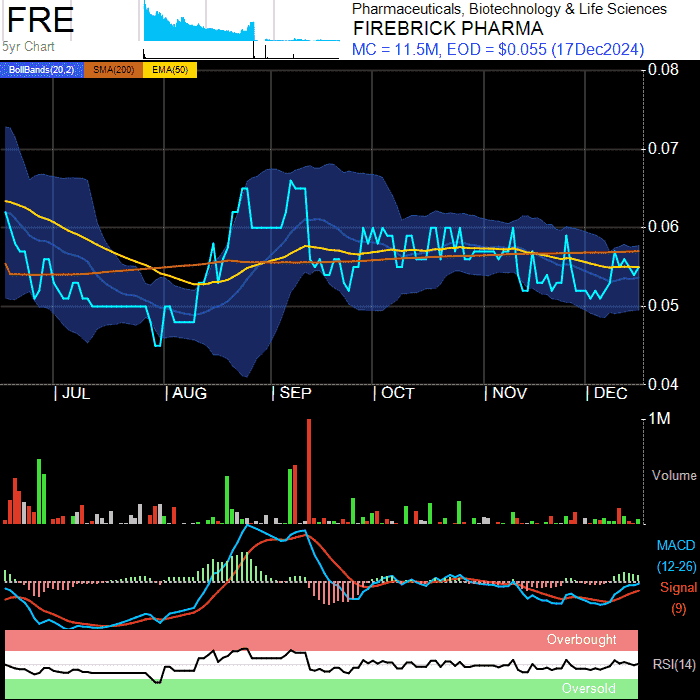 FRE
5yr Chart
Pharmaceuticals, Biotechnology & Life Sciences
FIREBRICK PHARMA
MC = 11.5M, EOD = $0.055 (17Dec2024)
BollBands(20,2) SMA(200) EMA(50)
0.08
0.07
0.06
0.05
0.04
| JUL | AUG | SEP | OCT | NOV | DEC
1M
Volume
MACD
(12-26)
Signal
(9)
Overbought
RSI(14)
Oversold